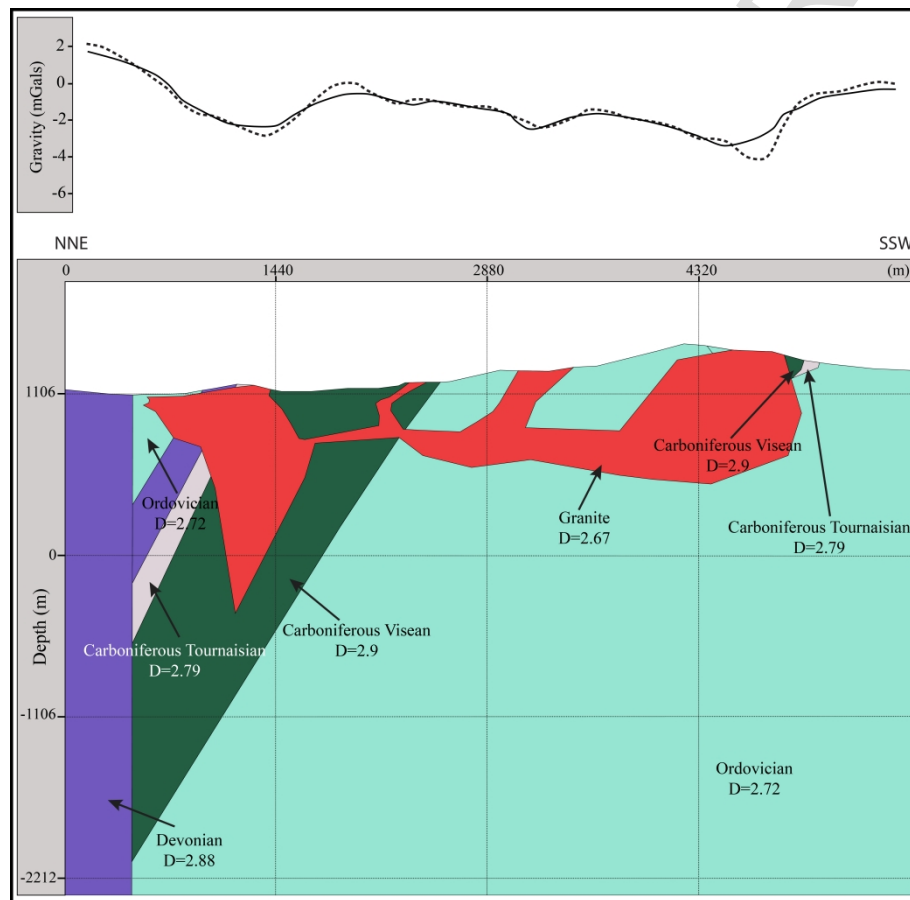 Gravity (mGals)
2
0
-2
-4
-6
NNE
SSW
0
1440
2880
4320
(m)
Depth (m)
1106
0
-1106
-2212
Ordovician
D=2.72
Carboniferous Tournaisian
D=2.79
Carboniferous Visean
D=2.9
Granite
D=2.67
Carboniferous Visean
D=2.9
Carboniferous Tournaisian
D=2.79
Ordovician
D=2.72
Devonian
D=2.88